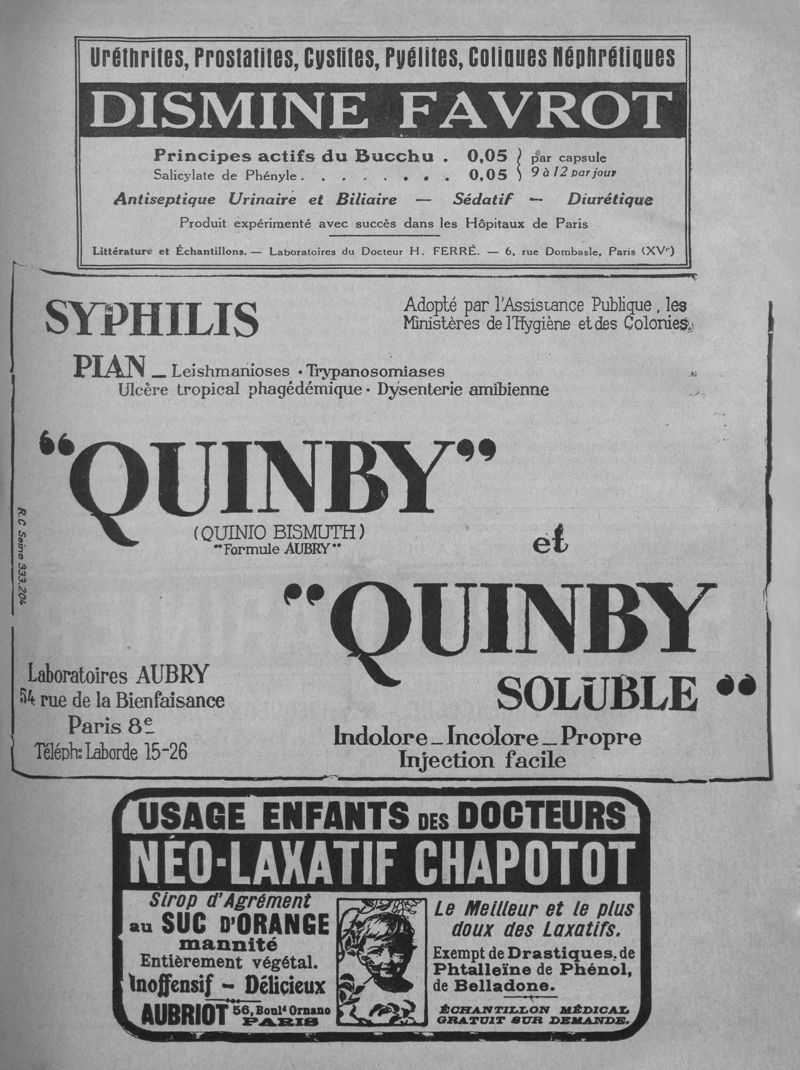 Uréthrites, Prostatites, Cystites, Pyélites, Coliques Néphrétiques
DISMINE FAVROT
Principes actifs du Bucchu . 0,05 } par capsule
Salicylate de Phényle . . . . . . . . 0,05 } 9 à 12 par jour
Antiseptique Urinaire et Biliaire — Sédatif — Diurétique
Produit expérimenté avec succès dans les Hôpitaux de Paris
Littérature et Échantillons. — Laboratoires du Docteur H. FERRÉ. — 6, rue Dombasle, Paris (XVe)
SYPHILIS
Adopté par l'Assistance Publique, les
Ministères de l'Hygiène et des Colonies.
PIAN — Leishmanioses • Trypanosomiases
Ulcère tropical phagédémique • Dysenterie amibienne
"QUINBY"
(QUINIO BISMUTH)
"Formule AUBRY"
et
"QUINBY
SOLUBLE"
R.C Seine 333.204
Laboratoires AUBRY
54 rue de la Bienfaisance
Paris 8e
Téléph: Laborde 15-26
Indolore — Incolore — Propre
Injection facile
USAGE ENFANTS DES DOCTEURS
NÉO-LAXATIF CHAPOTOT
Sirop d'Agrément
au SUC D'ORANGE
mannité
Entièrement végétal.
Inoffensif – Délicieux
AUBRIOT 56, Bould Ornano
PARIS
Le Meilleur et le plus
doux des Laxatifs.
Exempt de Drastiques, de
Phtalleïne de Phénol,
de Belladone.
ÉCHANTILLON MÉDICAL
GRATUIT SUR DEMANDE.